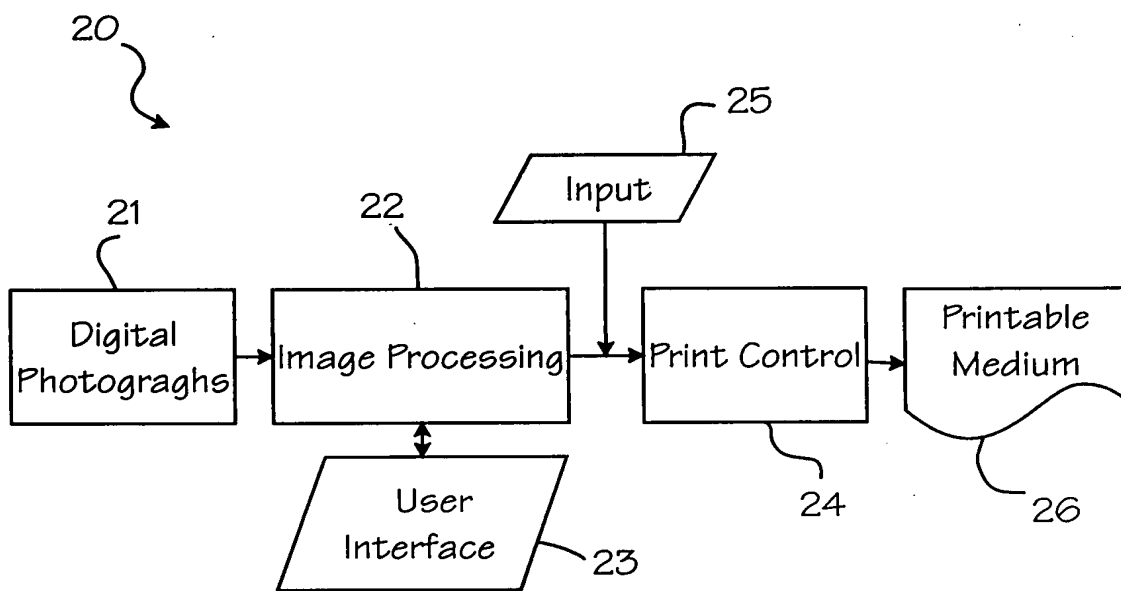 20
25
Input
21
22
Digital
Photograghs
Image Processing
Print Control
Printable
Medium
User
Interface
23
24
26